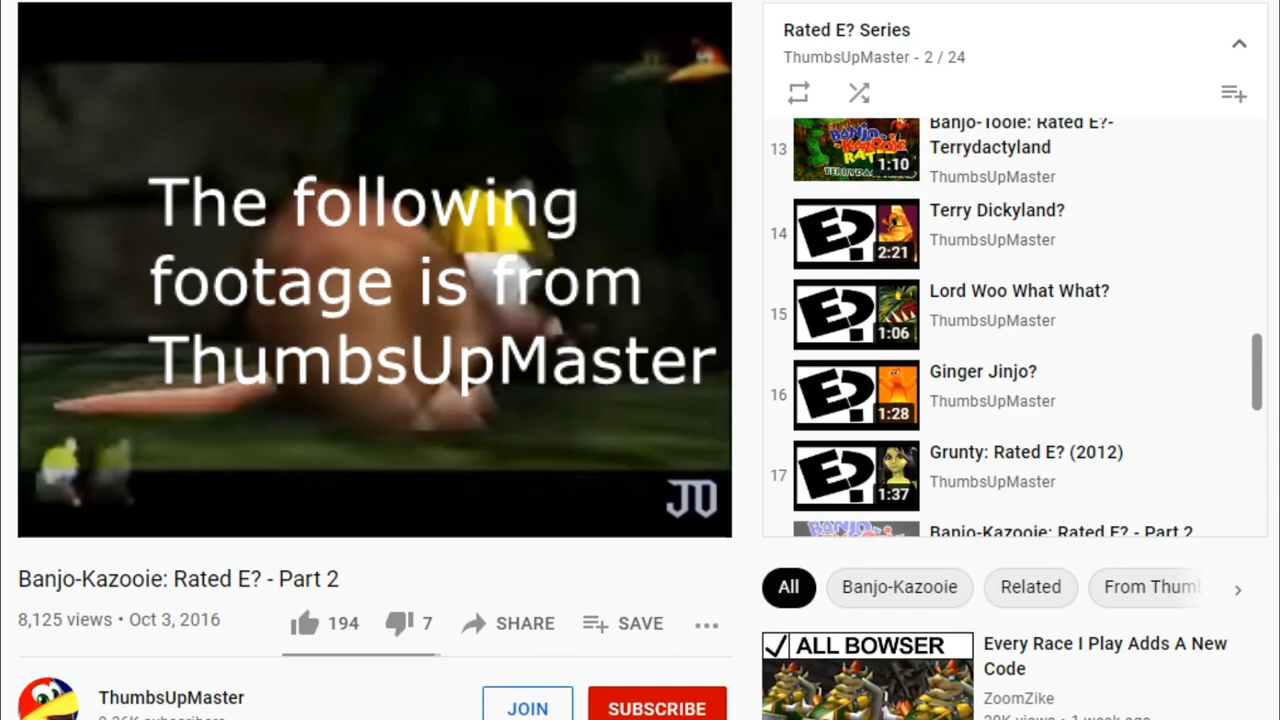 The following
footage is from
ThumbsUpMaster
JO
Banjo-Kazooie: Rated E? - Part 2
8,125 views • Oct 3, 2016
194
7
SHARE
SAVE
ThumbsUpMaster
JOIN
SUBSCRIBE
Rated E? Series
ThumbsUpMaster - 2 / 24
13
1:10
Banjo-Tooie: Rated E?-
Terrydactyland
ThumbsUpMaster
14
E?
2:21
Terry Dickyland?
ThumbsUpMaster
15
E?
1:06
Lord Woo What What?
ThumbsUpMaster
16
E?
1:28
Ginger Jinjo?
ThumbsUpMaster
17
E?
1:37
Grunty: Rated E? (2012)
ThumbsUpMaster
Banjo-Kazooie: Rated E? - Part 2
All
Banjo-Kazooie
Related
From Thumb
ALL BOWSER
Every Race I Play Adds A New
Code
ZoomZike